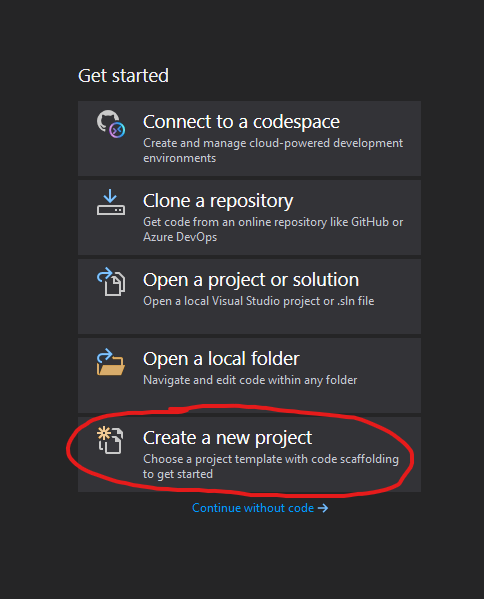 Get started
Connect to a codespace
Create and manage cloud-powered development
environments
Clone a repository
Get code from an online repository like GitHub or
Azure DevOps
Open a project or solution
Open a local Visual Studio project or .sln file
Open a local folder
Navigate and edit code within any folder
Create a new project
Choose a project template with code scaffolding
to get started
Continue without code →